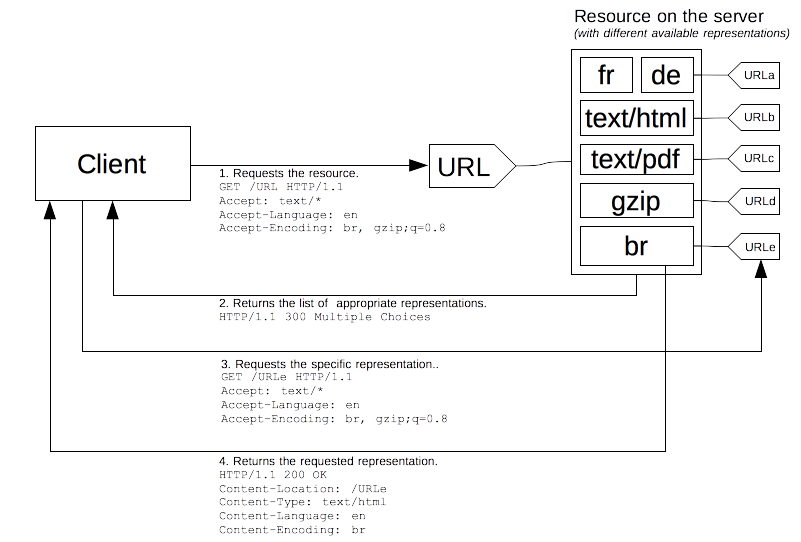 Resource on the server
(with different available representations)
fr
de
URLa
text/html
URLb
Client
URL
text/pdf
URLc
1. Requests the resource.
GET /URL HTTP/1.1
Accept: text/*
Accept-Language: en
Accept-Encoding: br, gzip;q=0.8
gzip
URLd
br
URLe
2. Returns the list of appropriate representations.
HTTP/1.1 300 Multiple Choices
3. Requests the specific representation..
GET /URLe HTTP/1.1
Accept: text/*
Accept-Language: en
Accept-Encoding: br, gzip;q=0.8
4. Returns the requested representation.
HTTP/1.1 200 OK
Content-Location: /URLe
Content-Type: text/html
Content-Language: en
Content-Encoding: br